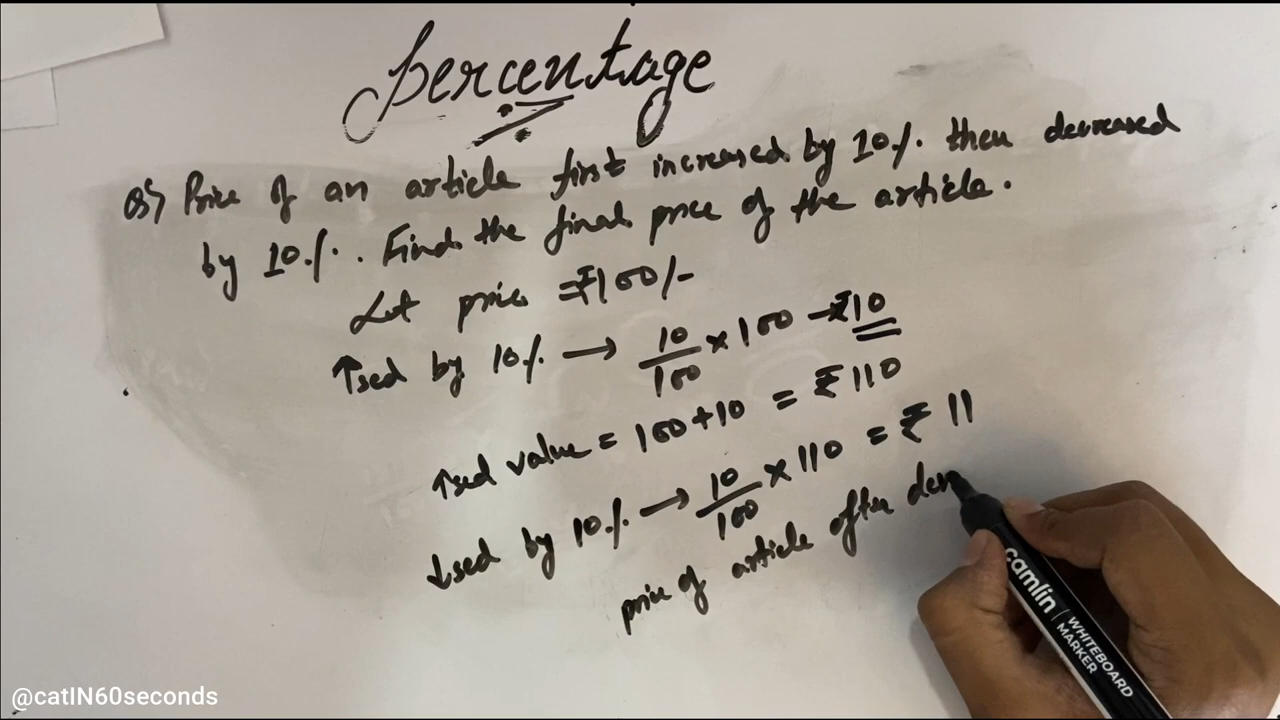 Percentage
Q5) Price of an article first increased by 10%. then decreased
by 10%. Find the final price of the article.
Let price =₹100/-
↑sed by 10% → 10/100 × 100 → ₹10
↑sed value = 100+10 = ₹110
↓sed by 10% → 10/100 × 110 = ₹ 11
price of article after
camlin WHITEBOARD MARKER
@catIN60seconds